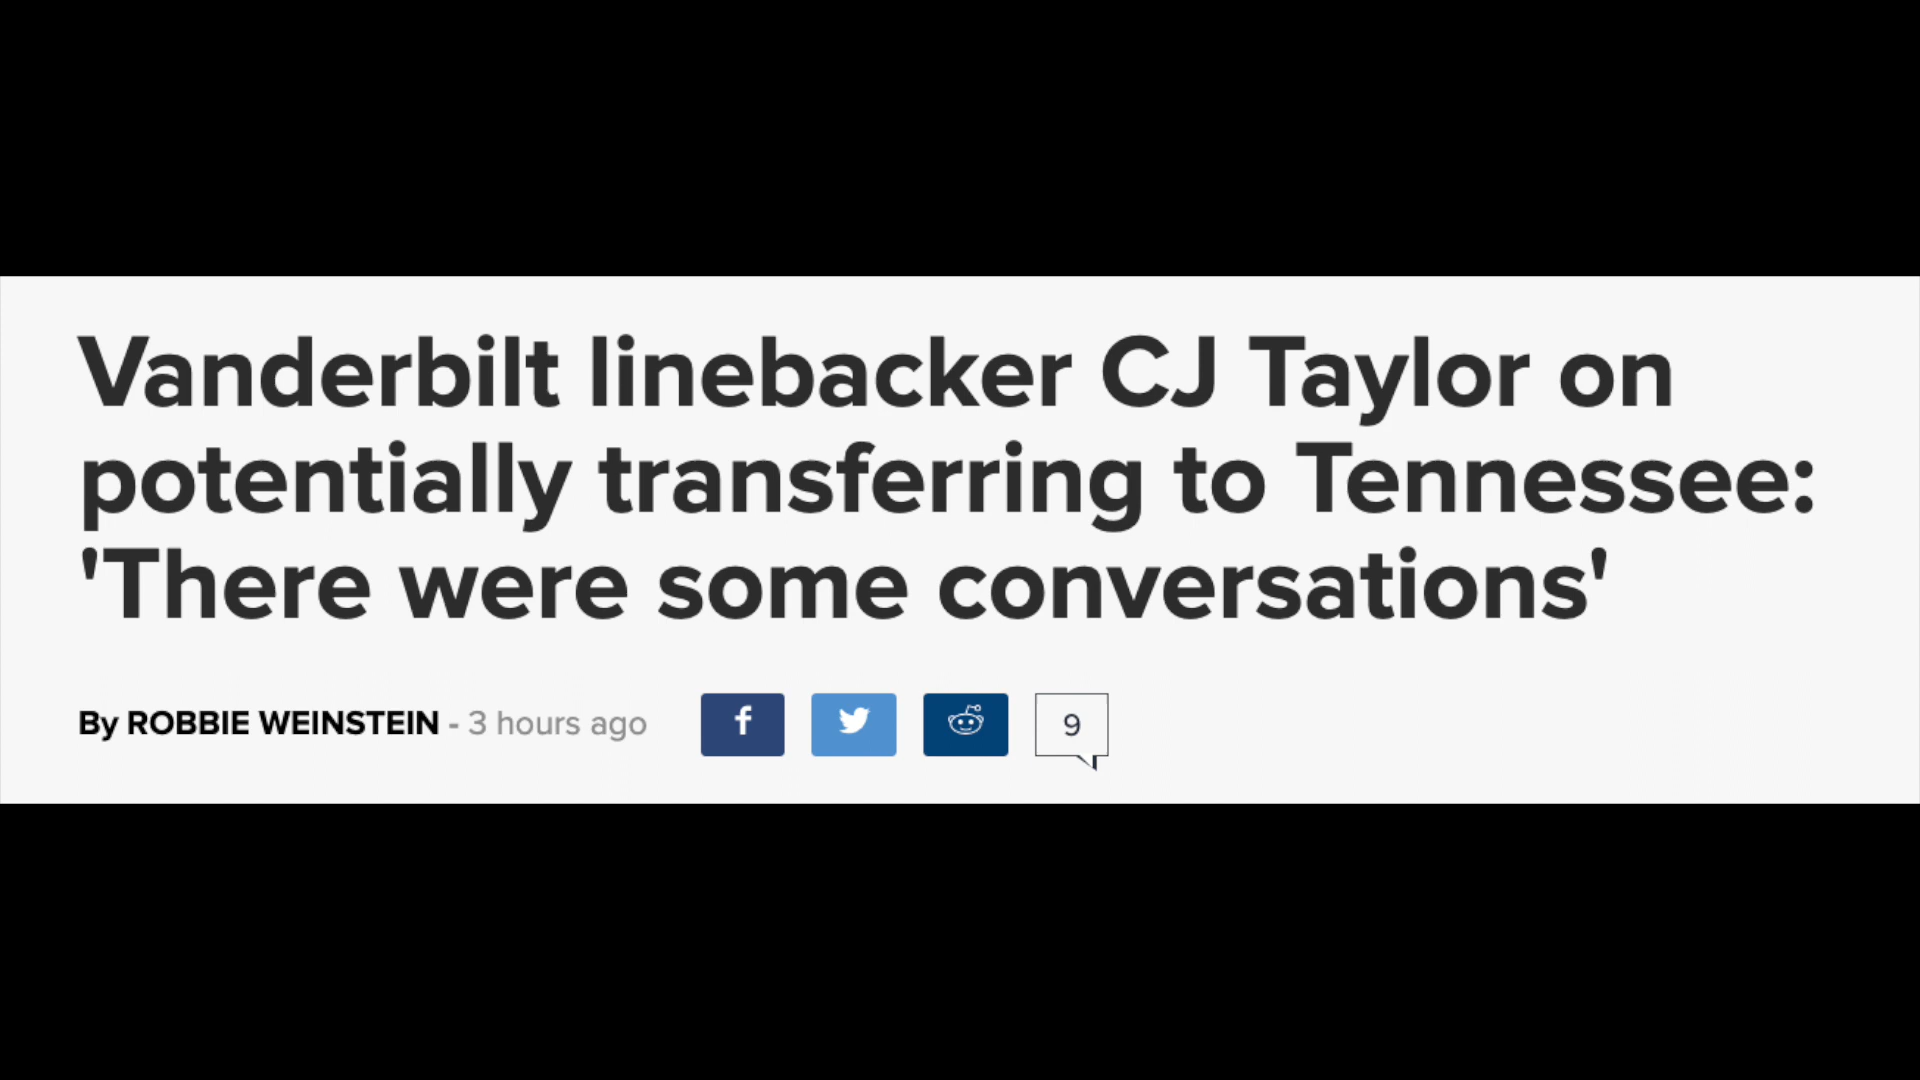 Vanderbilt linebacker CJ Taylor on
potentially transferring to Tennessee:
'There were some conversations'
By ROBBIE WEINSTEIN - 3 hours ago f 9